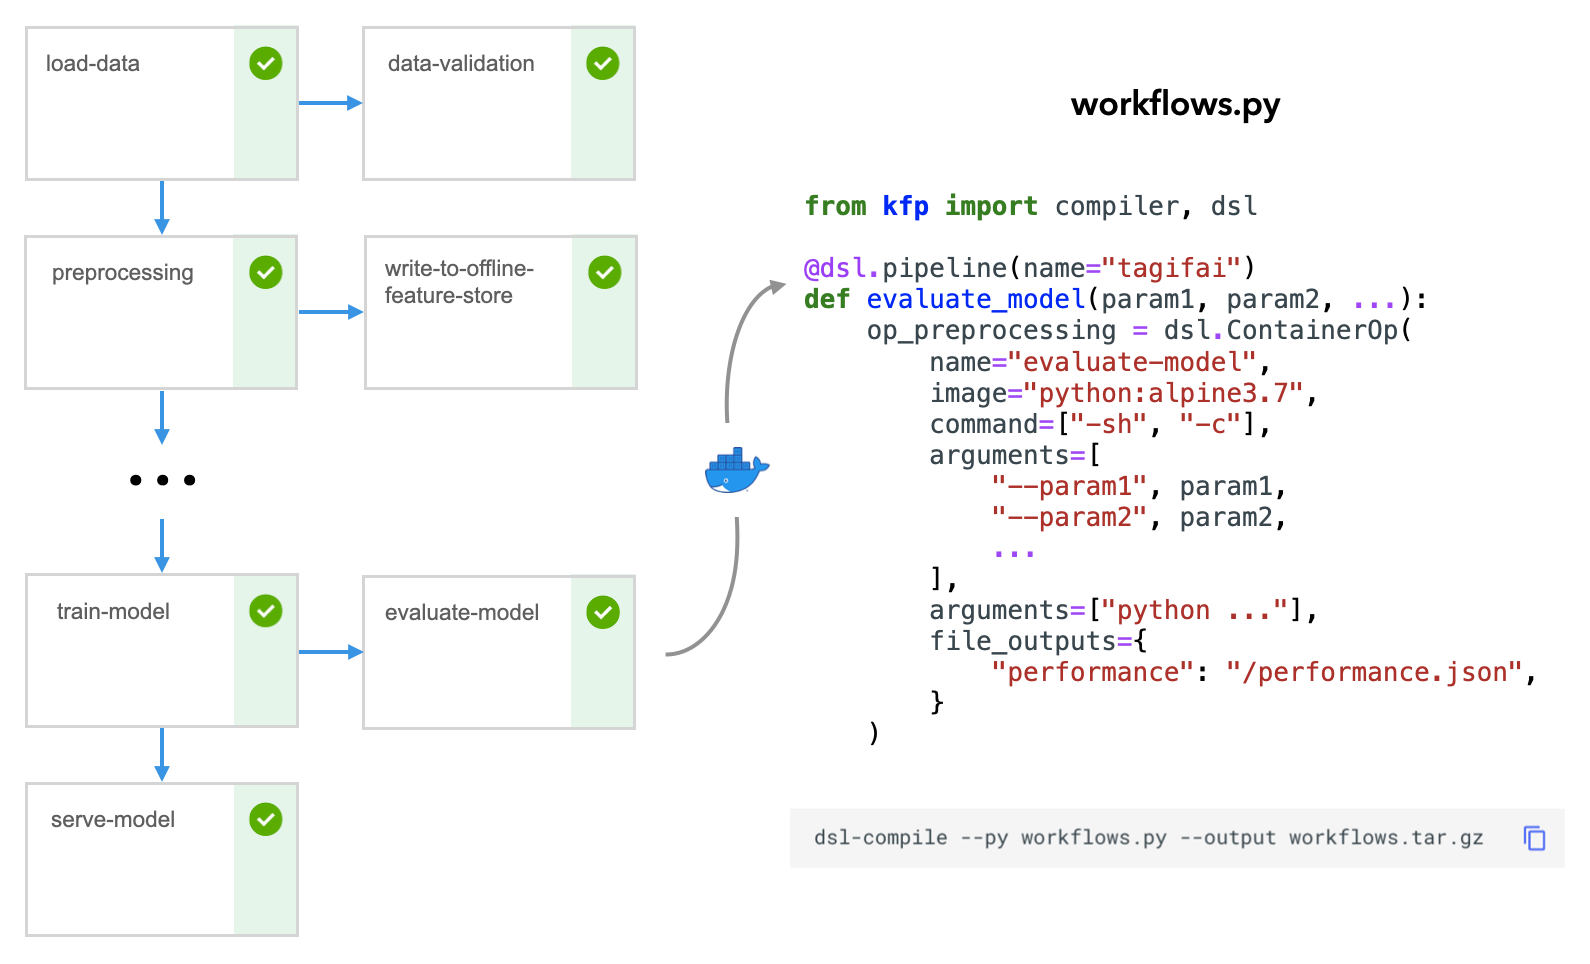 load-data
data-validation
preprocessing
write-to-offline-
feature-store
...
train-model
evaluate-model
serve-model
workflows.py
from kfp import compiler, dsl
@dsl.pipeline(name="tagifai")
def evaluate_model(param1, param2, ...):
    op_preprocessing = dsl.ContainerOp(
        name="evaluate-model",
        image="python:alpine3.7",
        command=["-sh", "-c"],
        arguments=[
            "--param1", param1,
            "--param2", param2,
            ...
        ],
        arguments=["python ..."],
        file_outputs={
            "performance": "/performance.json",
        }
    )
dsl-compile --py workflows.py --output workflows.tar.gz